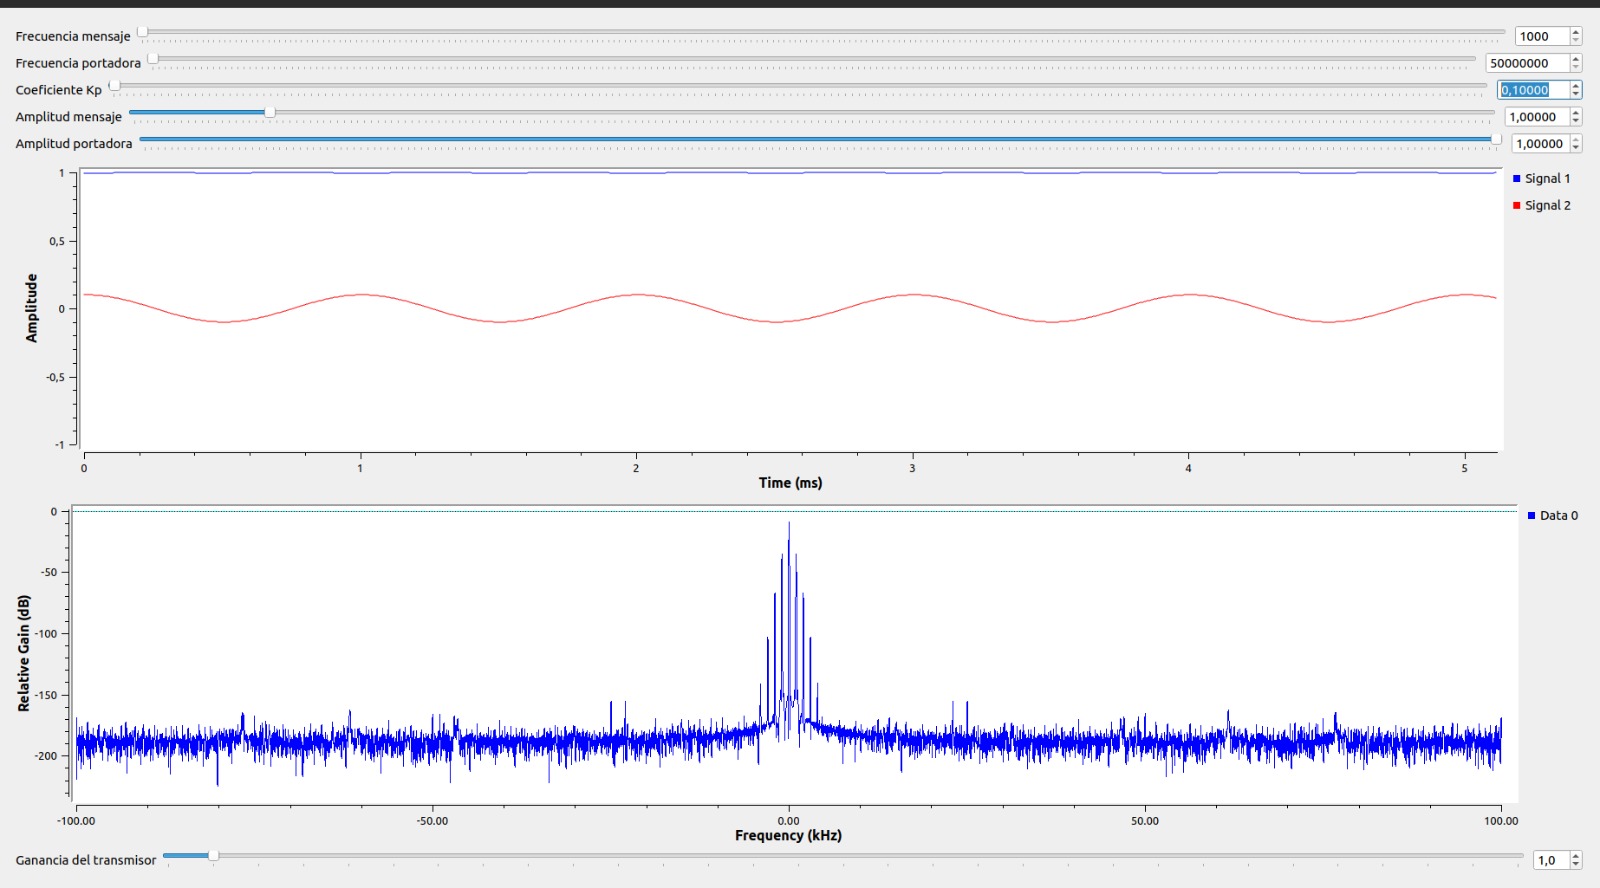 Frecuencia mensaje 1000
Frecuencia portadora 50000000
Coeficiente Kp 0,10000
Amplitud mensaje 1,00000
Amplitud portadora 1,00000
Signal 1
Signal 2
Amplitude
1
0,5
0
-0,5
-1
0 1 2 3 4 5
Time (ms)
Data 0
Relative Gain (dB)
0
-50
-100
-150
-200
-100.00 -50.00 0.00 50.00 100.00
Frequency (kHz)
Ganancia del transmisor 1,0